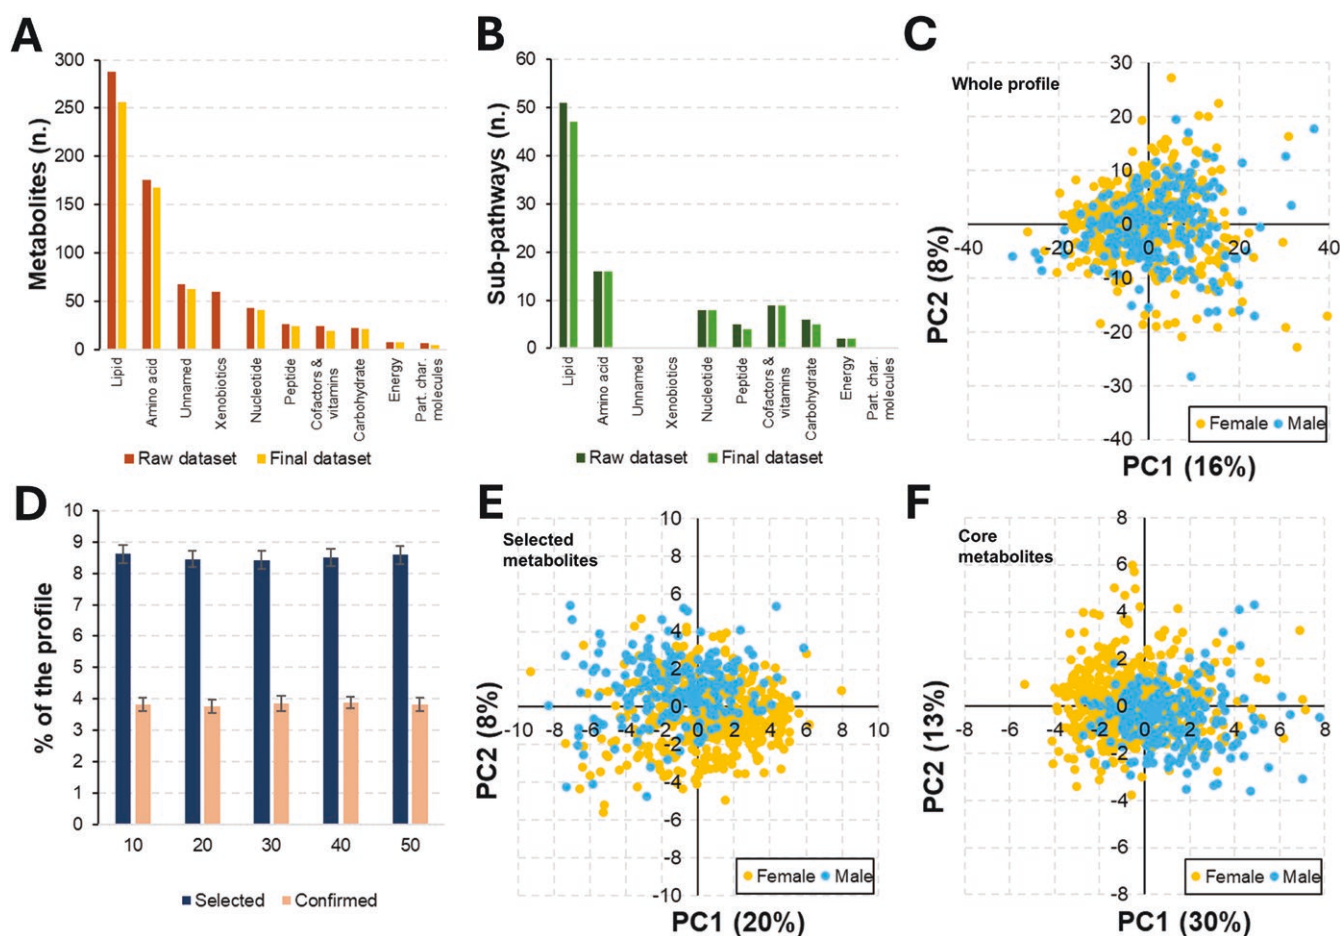 A
Metabolites (n.)
300
250
200
150
100
50
0
Lipid
Amino acid
Unnamed
Xenobiotics
Nucleotide
Peptide
Cofactors &
vitamins
Carbohydrate
Energy
Part. char.
molecules
Raw dataset
Final dataset
B
Sub-pathways (n.)
60
50
40
30
20
10
0
Lipid
Amino acid
Unnamed
Xenobiotics
Nucleotide
Peptide
Cofactors &
vitamins
Carbohydrate
Energy
Part. char.
molecules
Raw dataset
Final dataset
C
Whole profile
PC2 (8%)
30
20
10
0
-10
-20
-30
-40
-40
-20
0
20
40
Female
Male
PC1 (16%)
D
% of the profile
10
9
8
7
6
5
4
3
2
1
0
10
20
30
40
50
Selected
Confirmed
E
Selected
metabolites
PC2 (8%)
10
8
6
4
2
0
-2
-4
-6
-8
-10
-10
-8
-6
-4
-2
0
2
4
6
8
10
Female
Male
PC1 (20%)
F
Core
metabolites
PC2 (13%)
8
6
4
2
0
-2
-4
-6
-8
-8
-6
-4
-2
0
2
4
6
8
Female
Male
PC1 (30%)